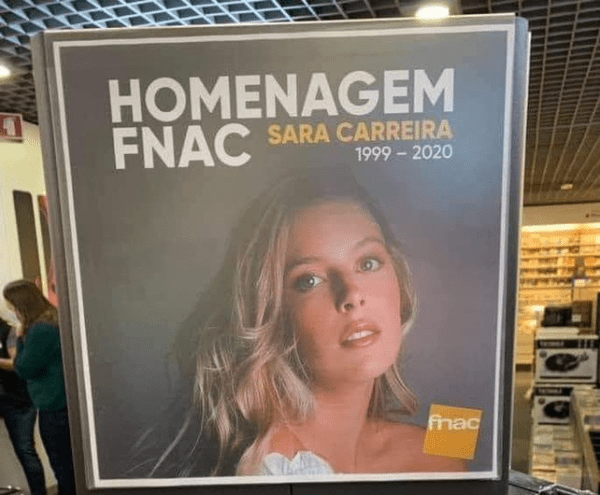 HOMENAGEM
FNAC SARA CARREIRA
1999 – 2020
fnac